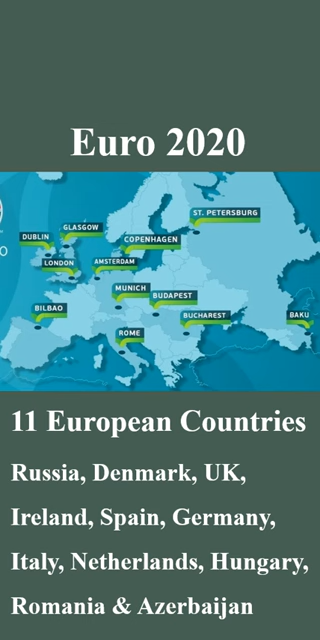 Euro 2020
ST. PETERSBURG
GLASGOW
DUBLIN
COPENHAGEN
O
LONDON
AMSTERDAM
MUNICH
BUDAPEST
BILBAO
BUCHAREST
BAKU
ROME
11 European Countries
Russia, Denmark, UK,
Ireland, Spain, Germany,
Italy, Netherlands, Hungary,
Romania & Azerbaijan